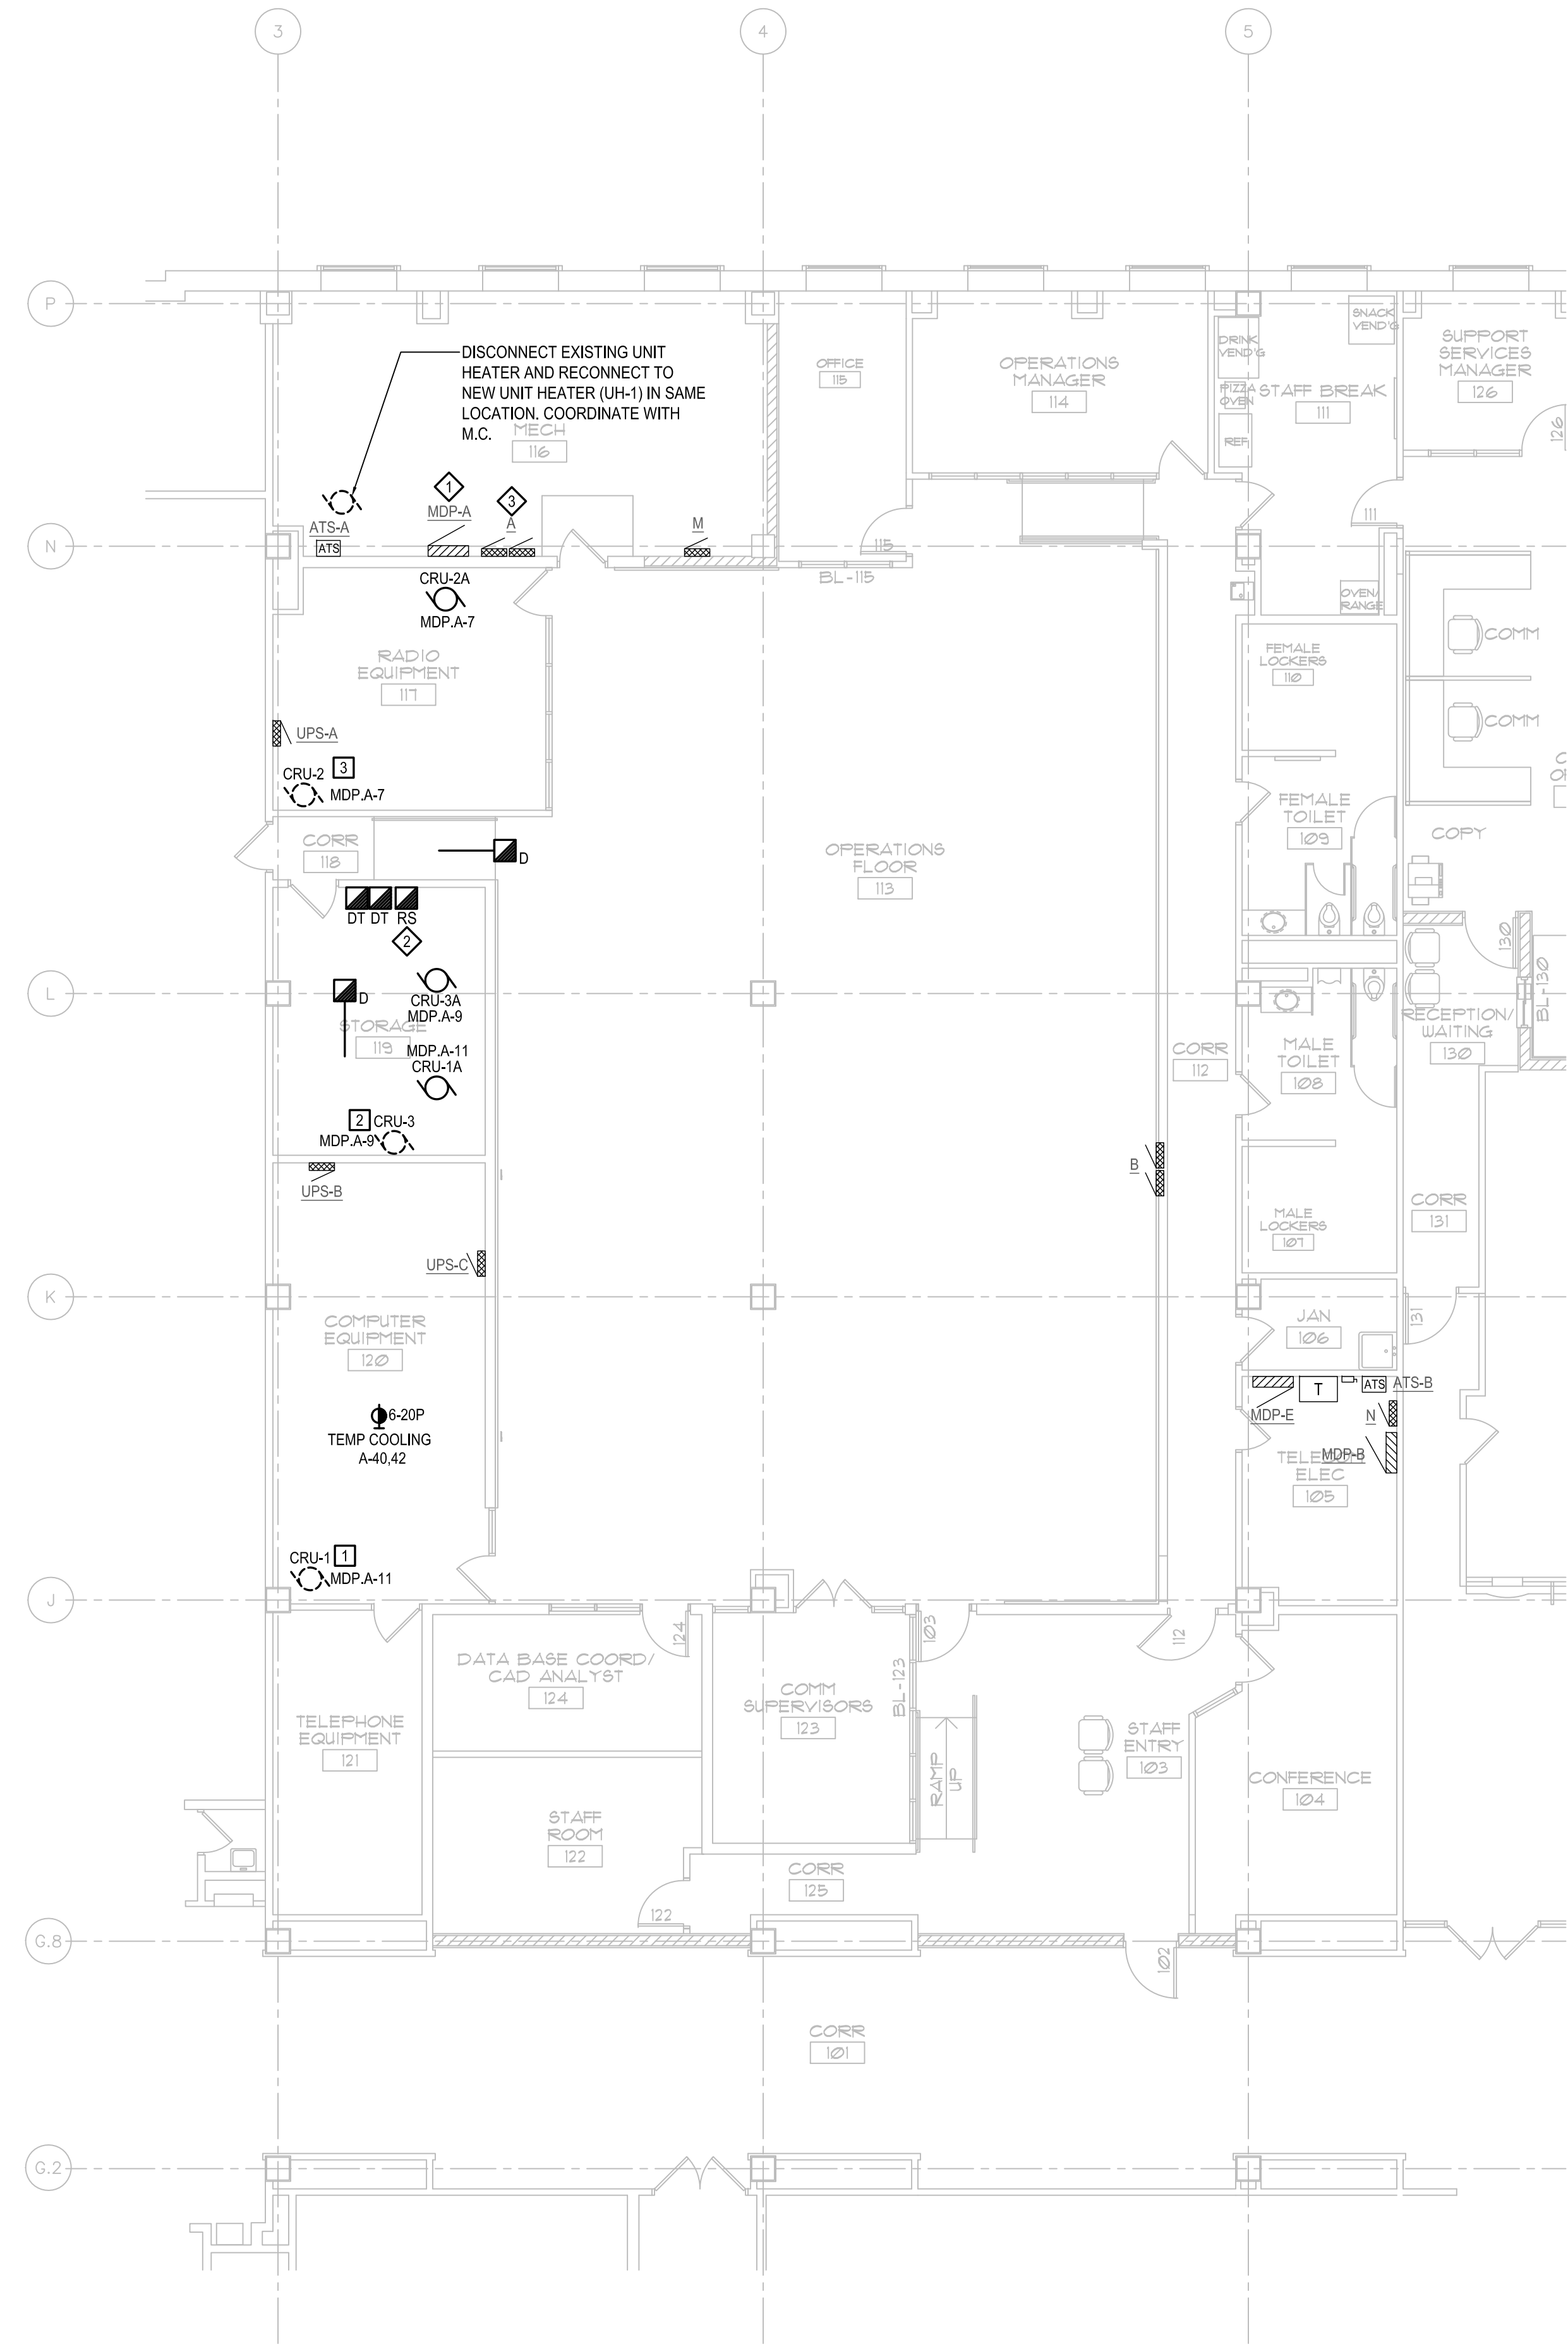 3
4
5
P
DISCONNECT EXISTING UNIT
HEATER AND RECONNECT TO
NEW UNIT HEATER (UH-1) IN SAME
LOCATION. COORDINATE WITH
M.C.
MECH
116
OFFICE
115
OPERATIONS
MANAGER
114
DRINK
VEND'G
PIZZA
OVEN
REF
SNACK
VEND'G
STAFF BREAK
111
SUPPORT
SERVICES
MANAGER
126
126
1
MDP-A
3
A
M
ATS-A
ATS
N
115
BL-115
111
OVEN/
RANGE
CRU-2A
MDP.A-7
RADIO
EQUIPMENT
117
UPS-A
CRU-2
3
MDP.A-7
FEMALE
LOCKERS
110
COMM
COMM
FEMALE
TOILET
109
COPY
CORR
118
D
OPERATIONS
FLOOR
113
DT DT RS
2
L
D
CRU-3A
MDP.A-9
STORAGE
119
MDP.A-11
CRU-1A
2
CRU-3
MDP.A-9
130
BL-130
RECEPTION/
WAITING
130
CORR
112
MALE
TOILET
108
B
UPS-B
UPS-C
MALE
LOCKERS
107
CORR
131
K
COMPUTER
EQUIPMENT
120
JAN
106
131
6-20P
TEMP COOLING
A-40,42
T
ATS
ATS-B
MDP-E
N
MDP-B
ELEC
105
CRU-1
1
MDP.A-11
J
103
112
124
DATA BASE COORD/
CAD ANALYST
124
COMM
SUPERVISORS
123
BL-123
TELEPHONE
EQUIPMENT
121
RAMP
UP
STAFF
ENTRY
103
CONFERENCE
104
STAFF
ROOM
122
CORR
125
122
G.8
102
CORR
101
G.2